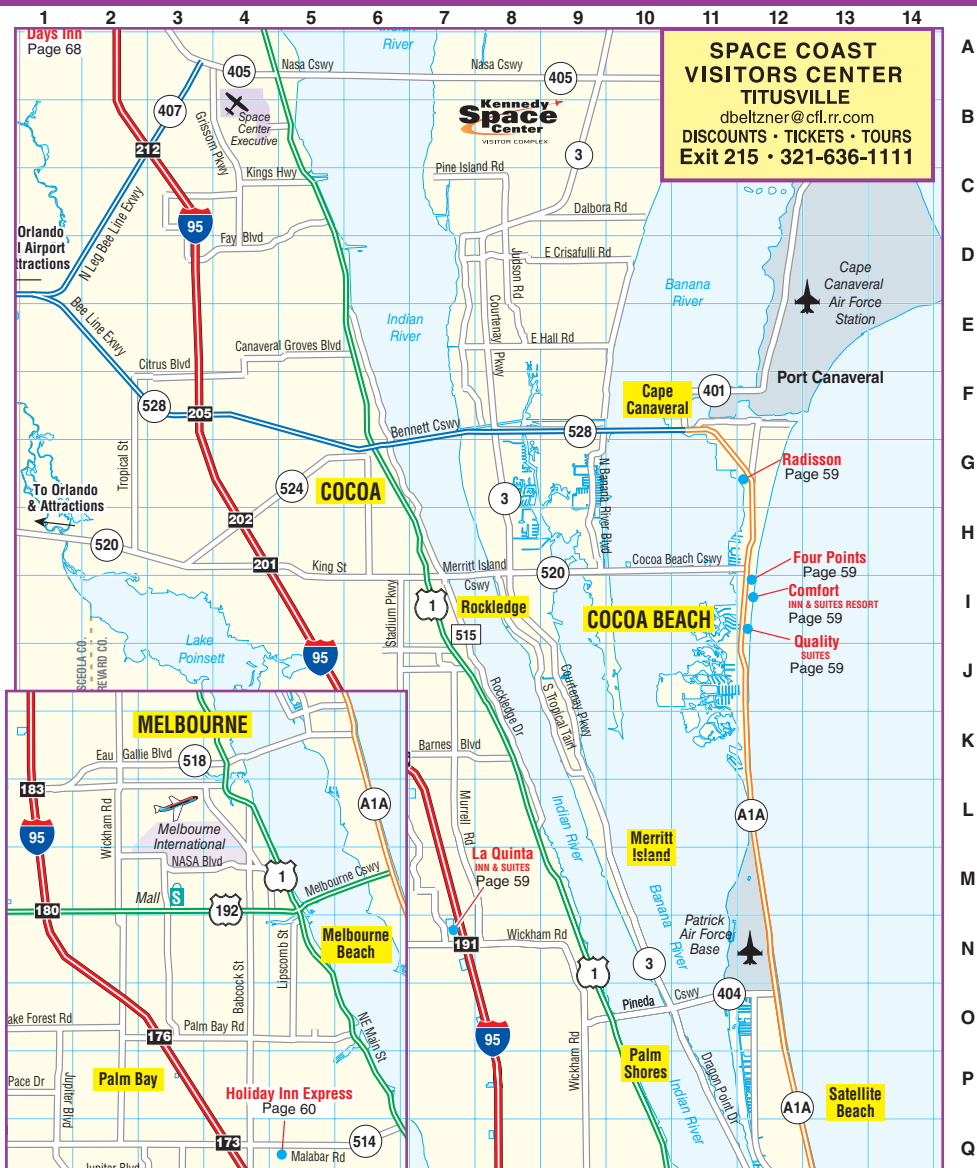 1 2 3 4 5 6 7 8 9 10 11 12 13 14
A
B
C
D
E
F
G
H
I
J
K
L
M
N
O
P
Q
Days Inn
Page 68
SPACE COAST
VISITORS CENTER
TITUSVILLE
dbeltzner@cfl.rr.com
DISCOUNTS • TICKETS • TOURS
Exit 215 • 321-636-1111
Indian
River
405
Nasa Cswy
Nasa Cswy
405
407
Space
Center
Executive
Grissom Pkwy
Kennedy
Space
Center
VISITOR COMPLEX
212
3
Kings Hwy
Pine Island Rd
N Leg Bee Line Exwy
95
Dalbora Rd
Orlando
l Airport
ttractions
Fay Blvd
Judson Rd
E Crisafulli Rd
Banana
River
Cape
Canaveral
Air Force
Station
Bee Line Exwy
Indian
River
Courtenay Pkwy
E Hall Rd
Canaveral Groves Blvd
Citrus Blvd
Port Canaveral
Cape
Canaveral
401
528
205
Bennett Cswy
528
Tropical St
Radisson
Page 59
524
COCOA
3
N Banana River Blvd
To Orlando
& Attractions
202
520
201
King St
Merritt Island
Cswy
520
Cocoa Beach Cswy
Four Points
Page 59
Comfort
INN & SUITES RESORT
Page 59
1
Rockledge
COCOA BEACH
Stadium Pkwy
515
Quality
SUITES
Page 59
Lake
Poinsett
95
SCEOLA CO.
REVARD CO.
Rockledge Dr
S Tropical Tairl
Courtenay Pkwy
MELBOURNE
Eau Gallie Blvd
518
Barnes Blvd
183
A1A
Wickham Rd
95
Melbourne
International
NASA Blvd
Murrell Rd
Indian River
Merritt
Island
A1A
La Quinta
INN & SUITES
Page 59
1
Melbourne Cswy
Mall
S
180
192
Melbourne
Beach
Banana River
Patrick
Air Force
Base
191
Wickham Rd
1
3
Lipscomb St
Babcock St
404
Pineda Cswy
ake Forest Rd
176
Palm Bay Rd
NE Main St
95
Wickham Rd
Palm
Shores
Dragon Point Dr
Pace Dr
Jupiter Blvd
Palm Bay
Holiday Inn Express
Page 60
Indian River
A1A
Satellite
Beach
173
514
Malabar Rd
Jupiter Blvd